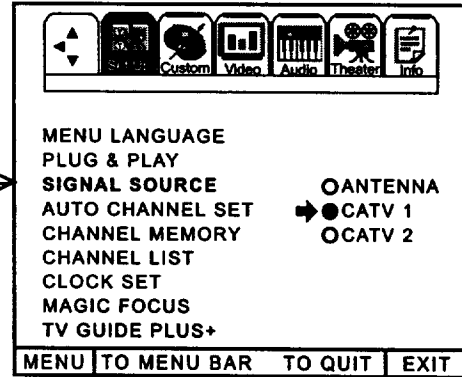 Setup Custom Video Audio Theater Info
MENU LANGUAGE
PLUG & PLAY
SIGNAL SOURCE ANTENNA
AUTO CHANNEL SET CATV 1
CHANNEL MEMORY CATV 2
CHANNEL LIST
CLOCK SET
MAGIC FOCUS
TV GUIDE PLUS+
MENU TO MENU BAR TO QUIT EXIT